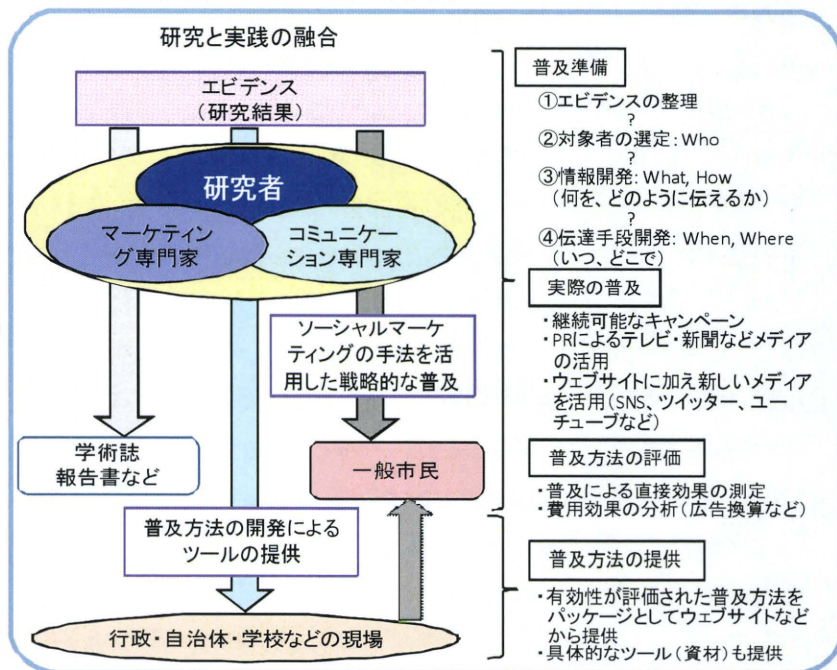 研究と実践の融合
エビデンス
（研究結果）
研究者
マーケティン
グ専門家
コミュニケー
ション専門家
ソーシャルマーケ
ティングの手法を活
用した戦略的な普及
学術誌
報告書など
一般市民
普及方法の開発による
ツールの提供
行政・自治体・学校などの現場
普及準備
①エビデンスの整理
?
②対象者の選定: Who
?
③情報開発: What, How
（何を、どのように伝えるか）
?
④伝達手段開発: When, Where
（いつ、どこで）
実際の普及
・継続可能なキャンペーン
・PRによるテレビ・新聞などメディア
の活用
・ウェブサイトに加え新しいメディア
を活用（SNS、ツイッター、ユー
チューブなど）
普及方法の評価
・普及による直接効果の測定
・費用効果の分析（広告換算など）
普及方法の提供
・有効性が評価された普及方法を
パッケージとしてウェブサイトなど
から提供
・具体的なツール（資材）も提供